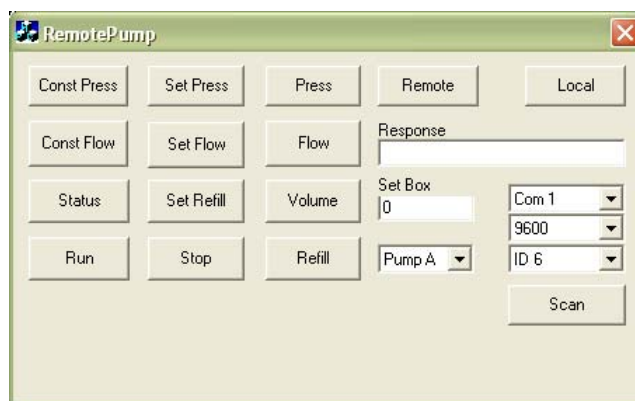 RemotePump
Const Press Set Press Press Remote Local
Const Flow Set Flow Flow Response
Status Set Refill Volume Set Box
0 Com 1
9600
Run Stop Refill Pump A ID 6
Scan